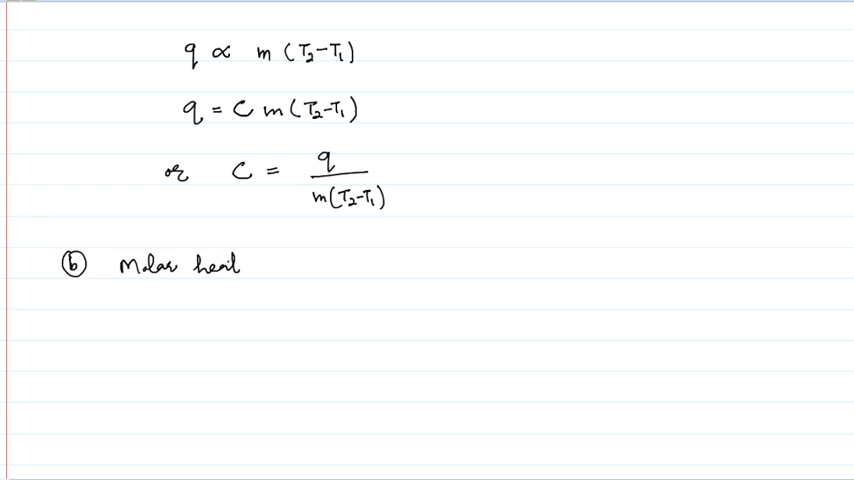 q ∝ m (T₂-T₁)
q = C m (T₂-T₁)
or C = q / m(T₂-T₁)
ⓑ Molar heat